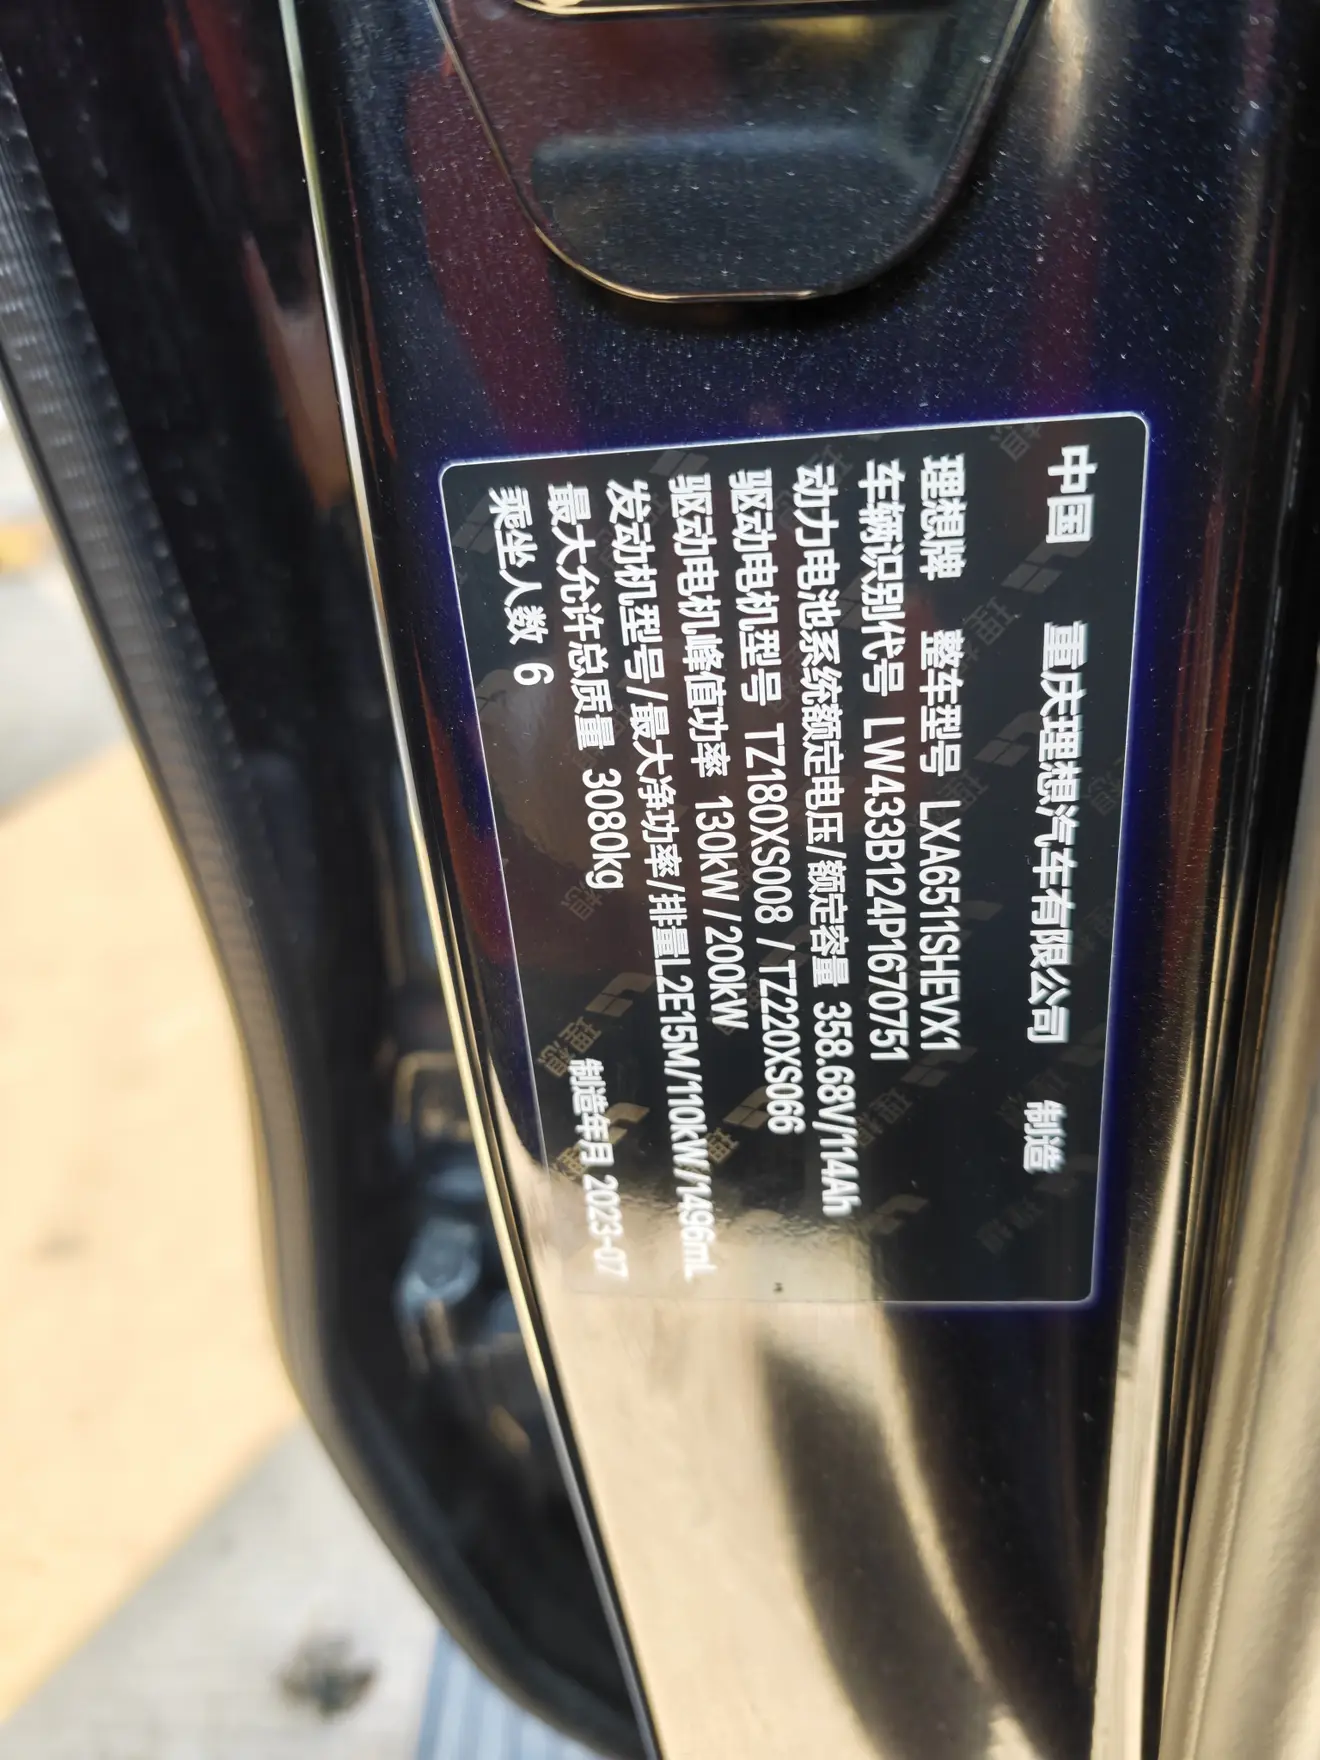 中国 重庆理想汽车有限公司 制造
理想牌 整车型号 LXA6511SHEVX1
车辆识别代号 LW433B124P1670751
动力电池系统额定电压/额定容量 358.68V/114Ah
驱动电机型号 TZ180XS008 /TZ220XS066
驱动电机峰值功率 130kW/200kW
发动机型号/最大净功率/排量L2E15M/110kW/1496mL
最大允许总质量 3080kg
乘坐人数 6 制造年月 2023-07